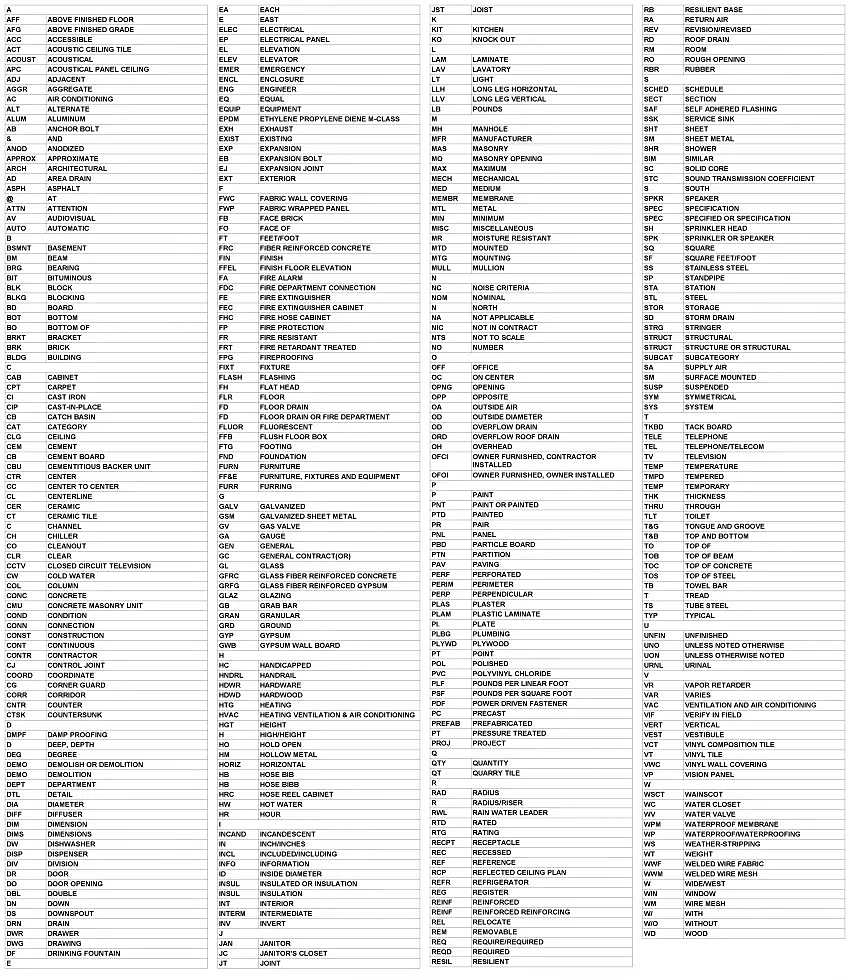 A
AFF ABOVE FINISHED FLOOR
AFG ABOVE FINISHED GRADE
ACC ACCESSIBLE
ACT ACOUSTIC CEILING TILE
ACOUST ACOUSTICAL
APC ACOUSTICAL PANEL CEILING
ADJ ADJACENT
AGGR AGGREGATE
AC AIR CONDITIONING
ALT ALTERNATE
ALUM ALUMINUM
AB ANCHOR BOLT
& AND
ANOD ANODIZED
APPROX APPROXIMATE
ARCH ARCHITECTURAL
AD AREA DRAIN
ASPH ASPHALT
@ AT
ATTN ATTENTION
AV AUDIOVISUAL
AUTO AUTOMATIC
B
BSMNT BASEMENT
BM BEAM
BRG BEARING
BIT BITUMINOUS
BLK BLOCK
BLKG BLOCKING
BD BOARD
BOT BOTTOM
BO BOTTOM OF
BRKT BRACKET
BRK BRICK
BLDG BUILDING
C
CAB CABINET
CPT CARPET
CI CAST IRON
CIP CAST-IN-PLACE
CB CATCH BASIN
CAT CATEGORY
CLG CEILING
CEM CEMENT
CB CEMENT BOARD
CBU CEMENTITIOUS BACKER UNIT
CTR CENTER
CC CENTER TO CENTER
CL CENTERLINE
CER CERAMIC
CT CERAMIC TILE
C CHANNEL
CH CHILLER
CO CLEANOUT
CLR CLEAR
CCTV CLOSED CIRCUIT TELEVISION
CW COLD WATER
COL COLUMN
CONC CONCRETE
CMU CONCRETE MASONRY UNIT
COND CONDITION
CONN CONNECTION
CONST CONSTRUCTION
CONT CONTINUOUS
CONTR CONTRACTOR
CJ CONTROL JOINT
COORD COORDINATE
CG CORNER GUARD
CORR CORRIDOR
CNTR COUNTER
CTSK COUNTERSUNK
D
DMPF DAMP PROOFING
D DEEP, DEPTH
DEG DEGREE
DEMO DEMOLISH OR DEMOLITION
DEMO DEMOLITION
DEPT DEPARTMENT
DTL DETAIL
DIA DIAMETER
DIFF DIFFUSER
DIM DIMENSION
DIMS DIMENSIONS
DW DISHWASHER
DISP DISPENSER
DIV DIVISION
DR DOOR
DO DOOR OPENING
DBL DOUBLE
DN DOWN
DS DOWNSPOUT
DRN DRAIN
DWR DRAWER
DWG DRAWING
DF DRINKING FOUNTAIN
E
EA EACH
E EAST
ELEC ELECTRICAL
EP ELECTRICAL PANEL
EL ELEVATION
ELEV ELEVATOR
EMER EMERGENCY
ENCL ENCLOSURE
ENG ENGINEER
EQ EQUAL
EQUIP EQUIPMENT
EPDM ETHYLENE PROPYLENE DIENE M-CLASS
EXH EXHAUST
EXIST EXISTING
EXP EXPANSION
EB EXPANSION BOLT
EJ EXPANSION JOINT
EXT EXTERIOR
F
FWC FABRIC WALL COVERING
FWP FABRIC WRAPPED PANEL
FB FACE BRICK
FO FACE OF
FT FEET/FOOT
FRC FIBER REINFORCED CONCRETE
FIN FINISH
FFEL FINISH FLOOR ELEVATION
FA FIRE ALARM
FDC FIRE DEPARTMENT CONNECTION
FE FIRE EXTINGUISHER
FEC FIRE EXTINGUISHER CABINET
FHC FIRE HOSE CABINET
FP FIRE PROTECTION
FR FIRE RESISTANT
FRT FIRE RETARDANT TREATED
FPG FIREPROOFING
FIXT FIXTURE
FLASH FLASHING
FH FLAT HEAD
FLR FLOOR
FD FLOOR DRAIN
FD FLOOR DRAIN OR FIRE DEPARTMENT
FLUOR FLUORESCENT
FFB FLUSH FLOOR BOX
FTG FOOTING
FND FOUNDATION
FURN FURNITURE
FF&E FURNITURE, FIXTURES AND EQUIPMENT
FURR FURRING
G
GALV GALVANIZED
GSM GALVANIZED SHEET METAL
GV GAS VALVE
GA GAUGE
GEN GENERAL
GC GENERAL CONTRACT(OR)
GL GLASS
GFRC GLASS FIBER REINFORCED CONCRETE
GRFG GLASS FIBER REINFORCED GYPSUM
GLAZ GLAZING
GB GRAB BAR
GRAN GRANULAR
GRD GROUND
GYP GYPSUM
GWB GYPSUM WALL BOARD
H
HC HANDICAPPED
HNDRL HANDRAIL
HDWR HARDWARE
HDWD HARDWOOD
HTG HEATING
HVAC HEATING VENTILATION & AIR CONDITIONING
HGT HEIGHT
H HIGH/HEIGHT
HO HOLD OPEN
HM HOLLOW METAL
HORIZ HORIZONTAL
HB HOSE BIB
HB HOSE BIBB
HRC HOSE REEL CABINET
HW HOT WATER
HR HOUR
I
INCAND INCANDESCENT
IN INCH/INCHES
INCL INCLUDED/INCLUDING
INFO INFORMATION
ID INSIDE DIAMETER
INSUL INSULATED OR INSULATION
INSUL INSULATION
INT INTERIOR
INTERM INTERMEDIATE
INV INVERT
J
JAN JANITOR
JC JANITOR'S CLOSET
JT JOINT
JST JOIST
K
KIT KITCHEN
KO KNOCK OUT
L
LAM LAMINATE
LAV LAVATORY
LT LIGHT
LLH LONG LEG HORIZONTAL
LLV LONG LEG VERTICAL
LB POUNDS
M
MH MANHOLE
MFR MANUFACTURER
MAS MASONRY
MO MASONRY OPENING
MAX MAXIMUM
MECH MECHANICAL
MED MEDIUM
MEMBR MEMBRANE
MTL METAL
MIN MINIMUM
MISC MISCELLANEOUS
MR MOISTURE RESISTANT
MTD MOUNTED
MTG MOUNTING
MULL MULLION
N
NC NOISE CRITERIA
NOM NOMINAL
N NORTH
NA NOT APPLICABLE
NIC NOT IN CONTRACT
NTS NOT TO SCALE
NO NUMBER
O
OFF OFFICE
OC ON CENTER
OPNG OPENING
OPP OPPOSITE
OA OUTSIDE AIR
OD OUTSIDE DIAMETER
OD OVERFLOW DRAIN
ORD OVERFLOW ROOF DRAIN
OH OVERHEAD
OFCI OWNER FURNISHED, CONTRACTOR
INSTALLED
OFOI OWNER FURNISHED, OWNER INSTALLED
P
P PAINT
PNT PAINT OR PAINTED
PTD PAINTED
PR PAIR
PNL PANEL
PBD PARTICLE BOARD
PTN PARTITION
PAV PAVING
PERF PERFORATED
PERIM PERIMETER
PERP PERPENDICULAR
PLAS PLASTER
PLAM PLASTIC LAMINATE
PL PLATE
PLBG PLUMBING
PLYWD PLYWOOD
PT POINT
POL POLISHED
PVC POLYVINYL CHLORIDE
PLF POUNDS PER LINEAR FOOT
PSF POUNDS PER SQUARE FOOT
PDF POWER DRIVEN FASTENER
PC PRECAST
PREFAB PREFABRICATED
PT PRESSURE TREATED
PROJ PROJECT
Q
QTY QUANTITY
QT QUARRY TILE
R
RAD RADIUS
R RADIUS/RISER
RWL RAIN WATER LEADER
RTD RATED
RTG RATING
RECPT RECEPTACLE
REC RECESSED
REF REFERENCE
RCP REFLECTED CEILING PLAN
REFR REFRIGERATOR
REG REGISTER
REINF REINFORCED
REINF REINFORCED REINFORCING
REL RELOCATE
REM REMOVABLE
REQ REQUIRE/REQUIRED
REQD REQUIRED
RESIL RESILIENT
RB RESILIENT BASE
RA RETURN AIR
REV REVISION/REVISED
RD ROOF DRAIN
RM ROOM
RO ROUGH OPENING
RBR RUBBER
S
SCHED SCHEDULE
SECT SECTION
SAF SELF ADHERED FLASHING
SSK SERVICE SINK
SHT SHEET
SM SHEET METAL
SHR SHOWER
SIM SIMILAR
SC SOLID CORE
STC SOUND TRANSMISSION COEFFICIENT
S SOUTH
SPKR SPEAKER
SPEC SPECIFICATION
SPEC SPECIFIED OR SPECIFICATION
SH SPRINKLER HEAD
SPK SPRINKLER OR SPEAKER
SQ SQUARE
SF SQUARE FEET/FOOT
SS STAINLESS STEEL
SP STANDPIPE
STA STATION
STL STEEL
STOR STORAGE
SD STORM DRAIN
STRG STRINGER
STRUCT STRUCTURAL
STRUCT STRUCTURE OR STRUCTURAL
SUBCAT SUBCATEGORY
SA SUPPLY AIR
SM SURFACE MOUNTED
SUSP SUSPENDED
SYM SYMMETRICAL
SYS SYSTEM
T
TKBD TACK BOARD
TELE TELEPHONE
TEL TELEPHONE/TELECOM
TV TELEVISION
TEMP TEMPERATURE
TMPD TEMPERED
TEMP TEMPORARY
THK THICKNESS
THRU THROUGH
TLT TOILET
T&G TONGUE AND GROOVE
T&B TOP AND BOTTOM
TO TOP OF
TOB TOP OF BEAM
TOC TOP OF CONCRETE
TOS TOP OF STEEL
TB TOWEL BAR
T TREAD
TS TUBE STEEL
TYP TYPICAL
U
UNFIN UNFINISHED
UNO UNLESS NOTED OTHERWISE
UON UNLESS OTHERWISE NOTED
URNL URINAL
V
VR VAPOR RETARDER
VAR VARIES
VAC VENTILATION AND AIR CONDITIONING
VIF VERIFY IN FIELD
VERT VERTICAL
VEST VESTIBULE
VCT VINYL COMPOSITION TILE
VT VINYL TILE
VWC VINYL WALL COVERING
VP VISION PANEL
W
WSCT WAINSCOT
WC WATER CLOSET
WV WATER VALVE
WPM WATERPROOF MEMBRANE
WP WATERPROOF/WATERPROOFING
WS WEATHER-STRIPPING
WT WEIGHT
WWF WELDED WIRE FABRIC
WWM WELDED WIRE MESH
W WIDE/WEST
WIN WINDOW
WM WIRE MESH
W/ WITH
W/O WITHOUT
WD WOOD